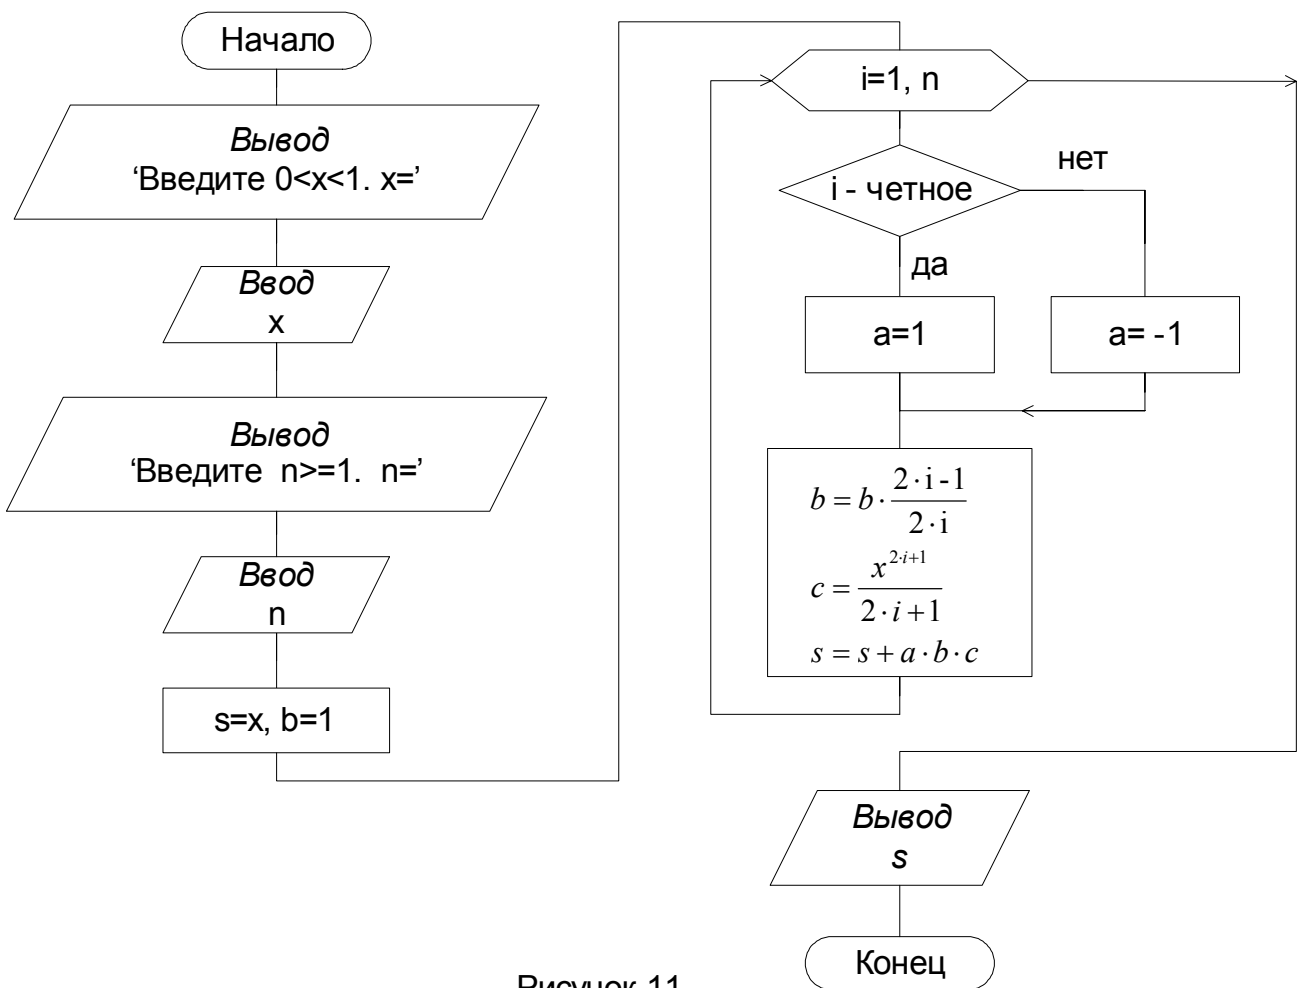 Начало
Вывод
‘Введите 0<x<1. x=’
Ввод
x
Вывод
‘Введите n>=1. n=’
Ввод
n
s=x, b=1
i=1, n
нет
i - четное
да
a=1
a= -1
b = b · (2·i-1)/(2·i)
c = x^(2·i+1)/(2·i+1)
s = s + a · b · c
Вывод
s
Конец
Рисунок 11